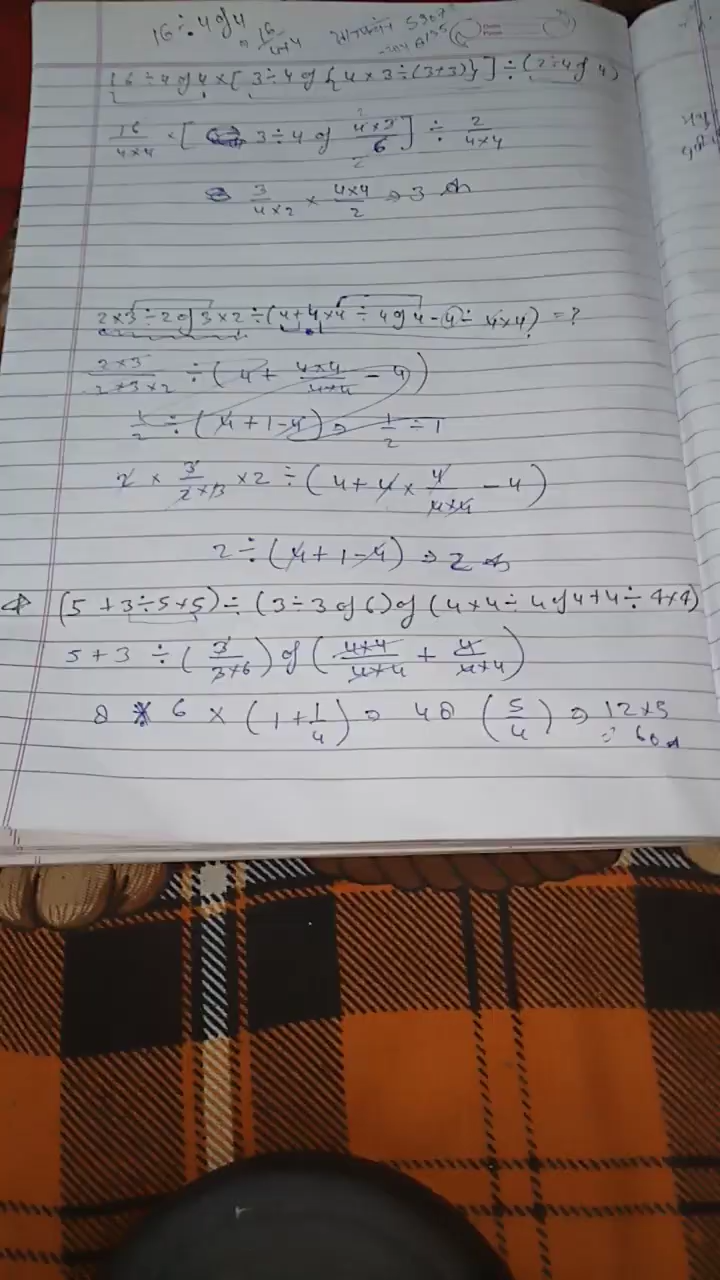 16 ÷ 4 of 4
⇒ 16/4×4
5307
6135
16 ÷ 4 of 4 × [ 3 ÷ 4 of { 4 × 3 ÷ (3+3) } ] ÷ (2 ÷ 4 of 4)
16/4×4 × [ 3 ÷ 4 of 4×3/6 ] ÷ 2/4×4
3/4×2 × 4×4/2 ⇒ 3
2×3 ÷ 2 of 3 × 2 ÷ (4+4×4 ÷ 4 of 4 - 4 ÷ 4×4) = ?
2×3/2×3×2 ÷ ( 4 + 4×4/4×4 - 4 )
1/2 ÷ ( 4 + 1 - 4 ) ⇒ 1/2 ÷ 1
2 × 3/2×3 × 2 ÷ ( 4 + 4 × 4/4×4 - 4 )
2 ÷ ( 4 + 1 - 4 ) ⇒ 2
(5 + 3 ÷ 5 × 5) ÷ (3 ÷ 3 of 6) of (4 × 4 ÷ 4 of 4 + 4 ÷ 4 × 4)
5 + 3 ÷ ( 3/3×6 ) of ( 4×4/4×4 + 4/4×4 )
8 × 6 × ( 1 + 1/4 ) ⇒ 48 ( 5/4 ) ⇒ 12 × 5
⇒ 60